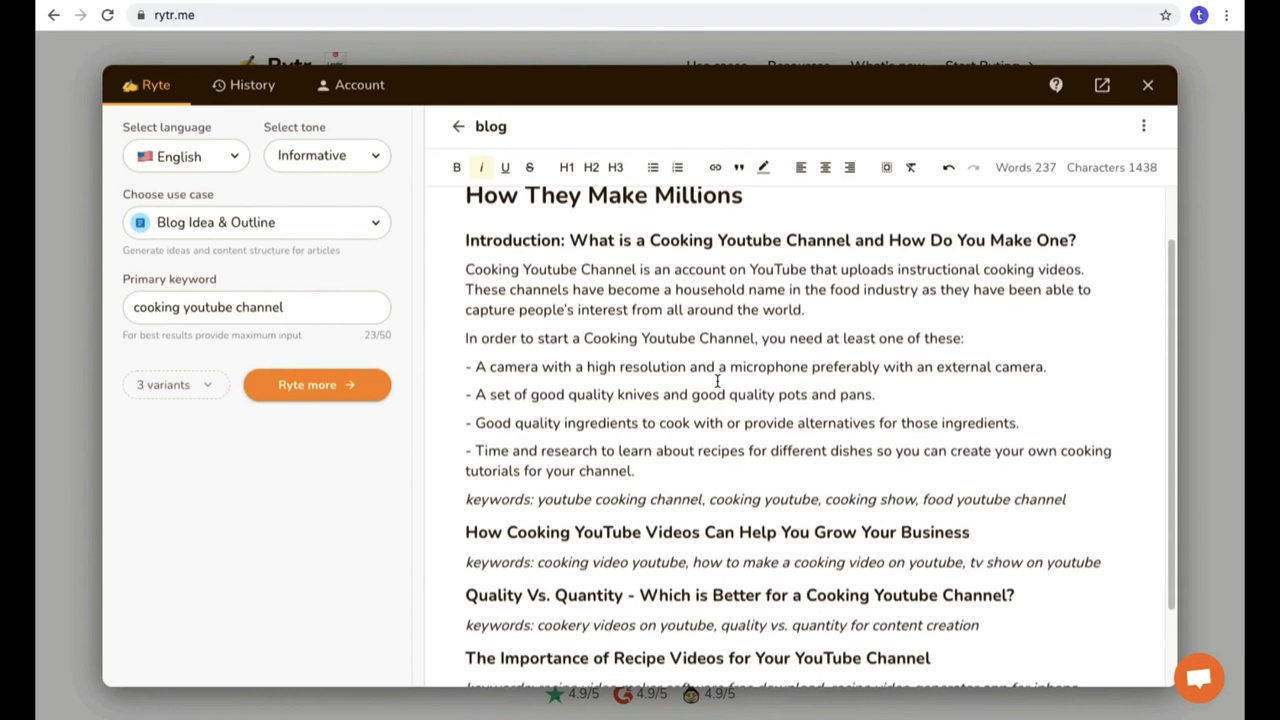 rytr.me
t
Rytr
Use cases Resources What's new Start Ryting
Ryte History Account
Select language Select tone
English Informative
Choose use case
Blog Idea & Outline
Generate ideas and content structure for articles
Primary keyword
cooking youtube channel
For best results provide maximum input 23/50
3 variants Ryte more →
blog
B i U S H1 H2 H3 Words 237 Characters 1438
How They Make Millions
Introduction: What is a Cooking Youtube Channel and How Do You Make One?
Cooking Youtube Channel is an account on YouTube that uploads instructional cooking videos.
These channels have become a household name in the food industry as they have been able to
capture people's interest from all around the world.
In order to start a Cooking Youtube Channel, you need at least one of these:
- A camera with a high resolution and a microphone preferably with an external camera.
- A set of good quality knives and good quality pots and pans.
- Good quality ingredients to cook with or provide alternatives for those ingredients.
- Time and research to learn about recipes for different dishes so you can create your own cooking
tutorials for your channel.
keywords: youtube cooking channel, cooking youtube, cooking show, food youtube channel
How Cooking YouTube Videos Can Help You Grow Your Business
keywords: cooking video youtube, how to make a cooking video on youtube, tv show on youtube
Quality Vs. Quantity - Which is Better for a Cooking Youtube Channel?
keywords: cookery videos on youtube, quality vs. quantity for content creation
The Importance of Recipe Videos for Your YouTube Channel
4.9/5 4.9/5 4.9/5